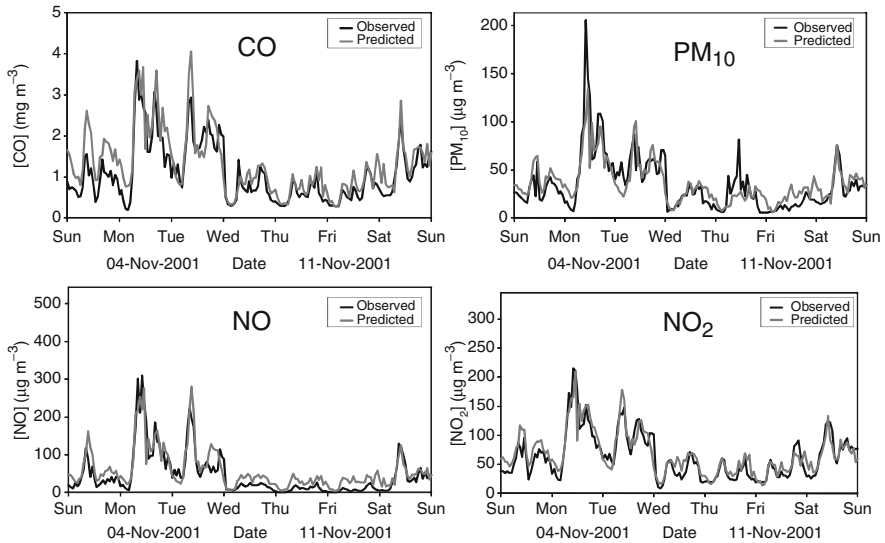 CO
Observed
Predicted
[CO] (mg m⁻³)
5
4
3
2
1
0
Sun Mon Tue Wed Thu Fri Sat Sun
04-Nov-2001 Date 11-Nov-2001
PM₁₀
Observed
Predicted
[PM₁₀] (µg m⁻³)
200
150
100
50
0
Sun Mon Tue Wed Thu Fri Sat Sun
04-Nov-2001 Date 11-Nov-2001
NO
Observed
Predicted
[NO] (µg m⁻³)
500
400
300
200
100
0
Sun Mon Tue Wed Thu Fri Sat Sun
04-Nov-2001 Date 11-Nov-2001
NO₂
Observed
Predicted
[NO₂] (µg m⁻³)
300
250
200
150
100
50
0
Sun Mon Tue Wed Thu Fri Sat Sun
04-Nov-2001 Date 11-Nov-2001